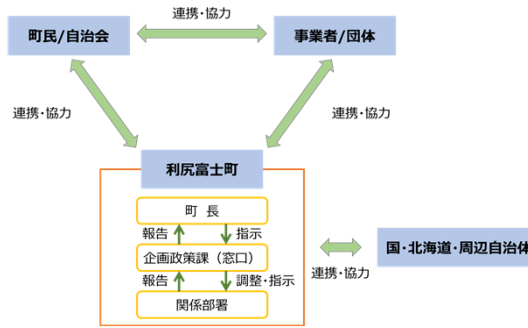 連携・協力
町民/自治会
事業者/団体
連携・協力
連携・協力
利尻富士町
町 長
報告
指示
企画政策課（窓口）
国・北海道・周辺自治体
連携・協力
報告
調整・指示
関係部署